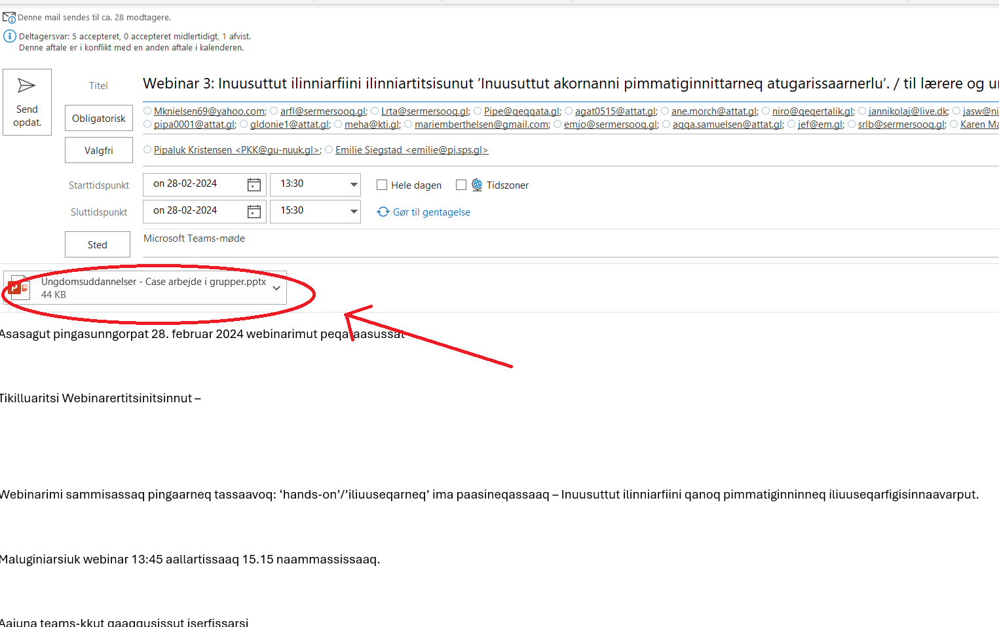 Denne mail sendes til ca. 28 modtagere.
Deltagersvar: 5 accepteret, 0 accepteret midlertidigt, 1 afvist.
Denne aftale er i konflikt med en anden aftale i kalenderen.
Send opdat.
Titel
Webinar 3: Inuusuttut ilinniarfiini ilinniartitsisunut ’Inuusuttut akornanni pimmatiginnittarneq atugarissaarnerlu’. / til lærere og
Obligatorisk
Mknielsen69@yahoo.com; arfl@sermersooq.gl; Lrta@sermersooq.gl; Pipe@qeqqata.gl; agat0515@attat.gl; ane.morch@attat.gl; niro@qeqertalik.gl; jannikolaj@live.dk; jasw@ni
pipa0001@attat.gl; gldonie1@attat.gl; meha@kti.gl; mariemberthelsen@gmail.com; emjo@sermersooq.gl; aqqa.samuelsen@attat.gl; jef@em.gl; srlb@sermersooq.gl; Karen Ma
Valgfri
Pipaluk Kristensen <PKK@gu-nuuk.gl>; Emilie Siegstad <emilie@pi.sps.gl>
Starttidspunkt
on 28-02-2024 13:30 Hele dagen Tidszoner
Sluttidspunkt
on 28-02-2024 15:30 Gør til gentagelse
Sted
Microsoft Teams-møde
Ungdomsuddannelser - Case arbejde i grupper.pptx
44 KB
Asasagut pingasunngorpat 28. februar 2024 webinarimut
Tikilluaritsi Webinarertitsinitsinnut –
Webinarimi sammisassaq pingaarneq tassaavoq: ‘hands-on’/’iliuuseqarneq’ ima paasineqassaaq – Inuusuttut ilinniarfiini qanoq pimmatiginninneq iliuuseqarfigisinnaavarput.
Maluginiarsiuk webinar 13:45 aallartissaaq 15.15 naammassissaaq.
Aajuna teams-kkut qaaqqusissut iserfissarsi